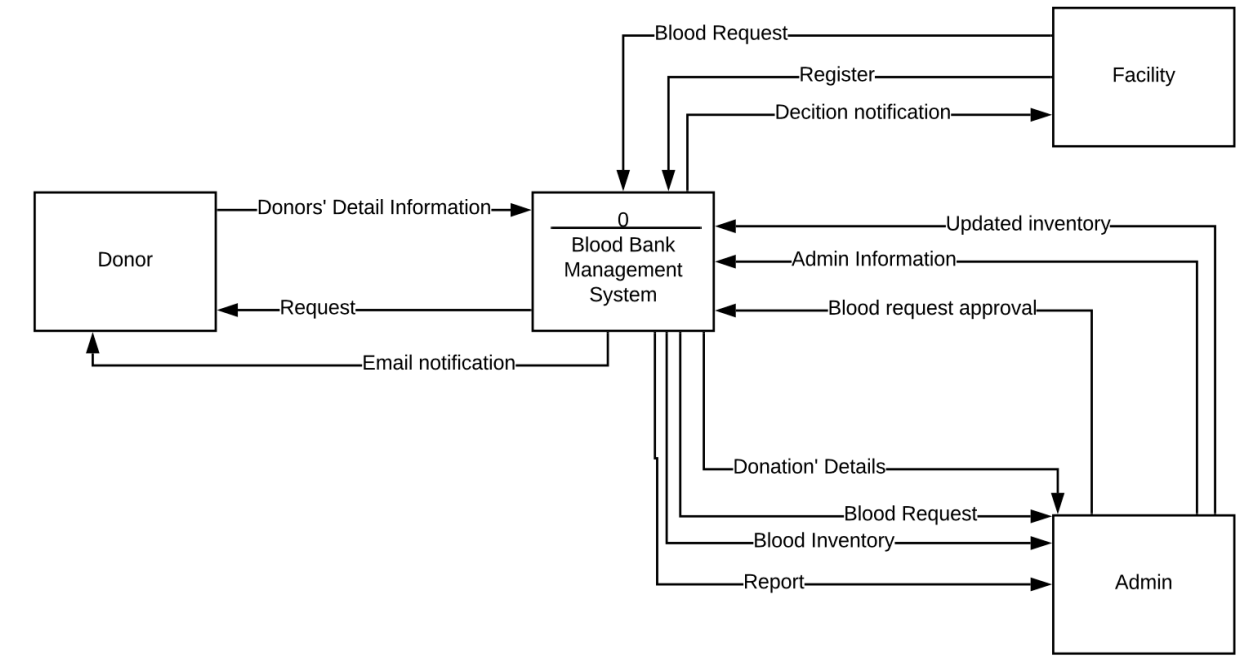 Blood Request
Register
Facility
Decition notification
Donors' Detail Information
0
Updated inventory
Blood Bank
Management
System
Donor
Admin Information
Request
Blood request approval
Email notification
Donation' Details
Blood Request
Blood Inventory
Report
Admin